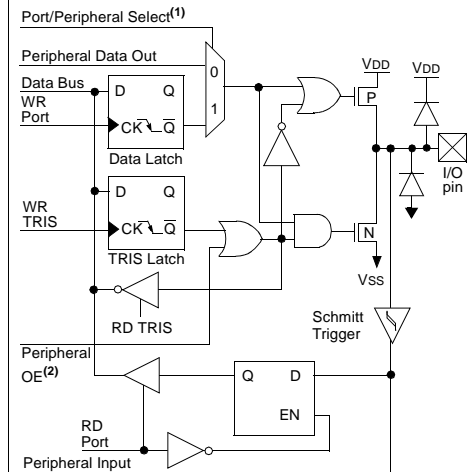 Port/Peripheral Select(1)
Peripheral Data Out
Data Bus
WR
Port
D Q
CK Q
Data Latch
0
1
VDD
P
VDD
I/O
pin
WR
TRIS
D Q
CK Q
TRIS Latch
N
VSS
RD TRIS
Schmitt
Trigger
Peripheral
OE(2)
Q D
EN
RD
Port
Peripheral Input